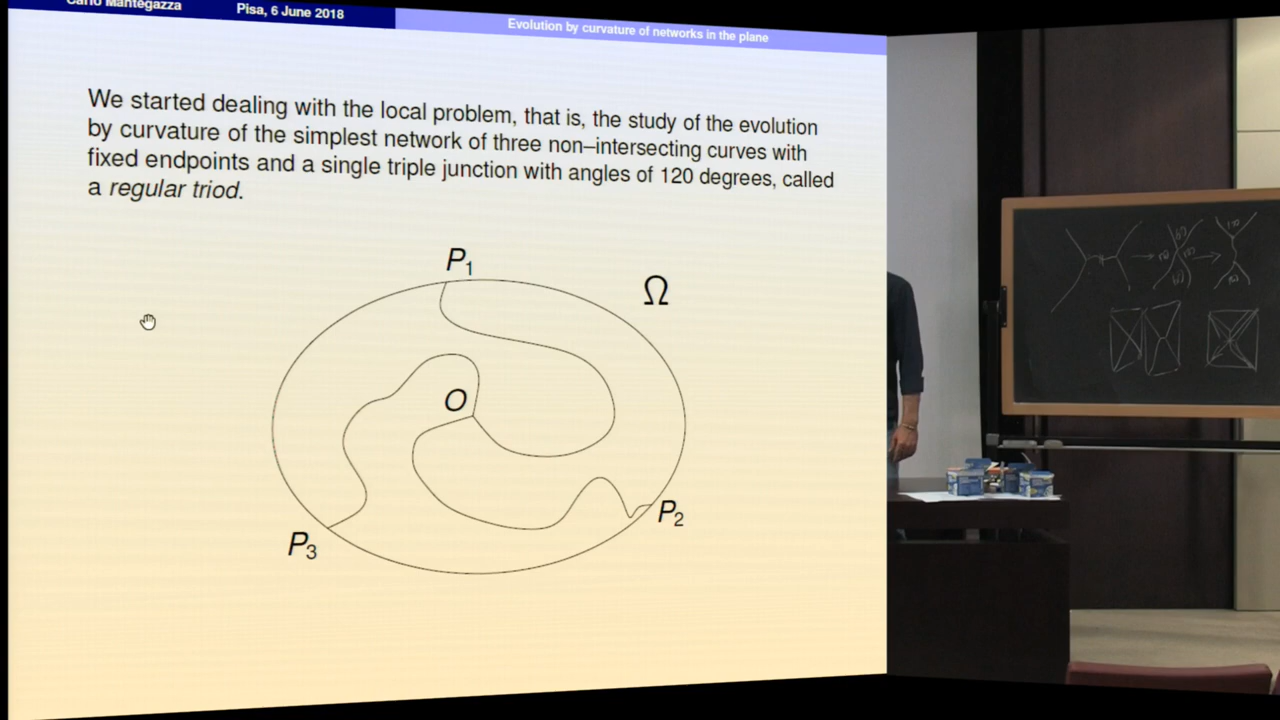 Carlo Mantegazza
Pisa, 6 June 2018
Evolution by curvature of networks in the plane
We started dealing with the local problem, that is, the study of the evolution
by curvature of the simplest network of three non–intersecting curves with
fixed endpoints and a single triple junction with angles of 120 degrees, called
a regular triod.
P1
Ω
O
P2
P3